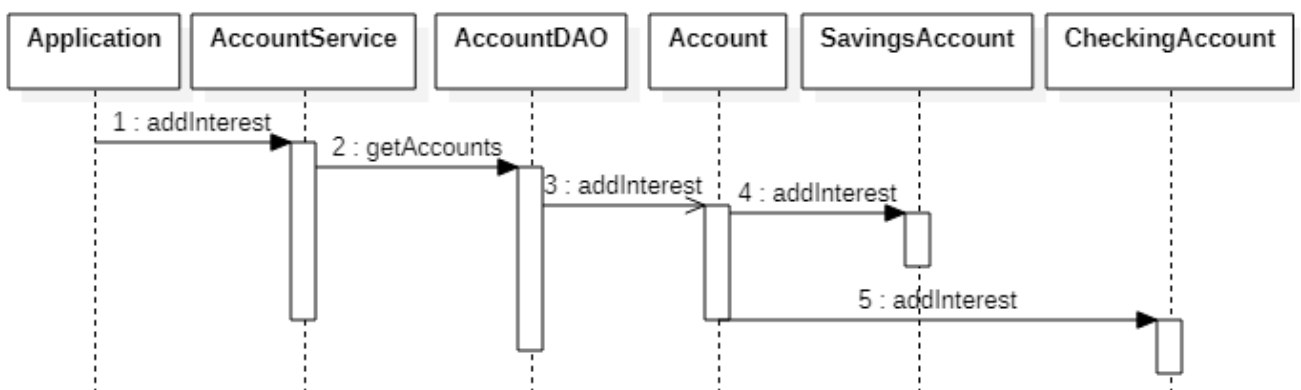 Application
AccountService
AccountDAO
Account
SavingsAccount
CheckingAccount
1 : addInterest
2 : getAccounts
3 : addInterest
4 : addInterest
5 : addInterest